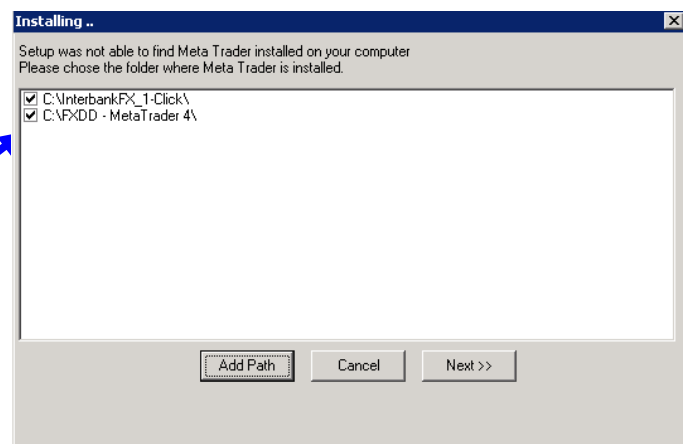 Installing ..
Setup was not able to find Meta Trader installed on your computer
Please chose the folder where Meta Trader is installed.
C:\InterbankFX_1-Click\
C:\FXDD - MetaTrader 4\
Add Path
Cancel
Next >>